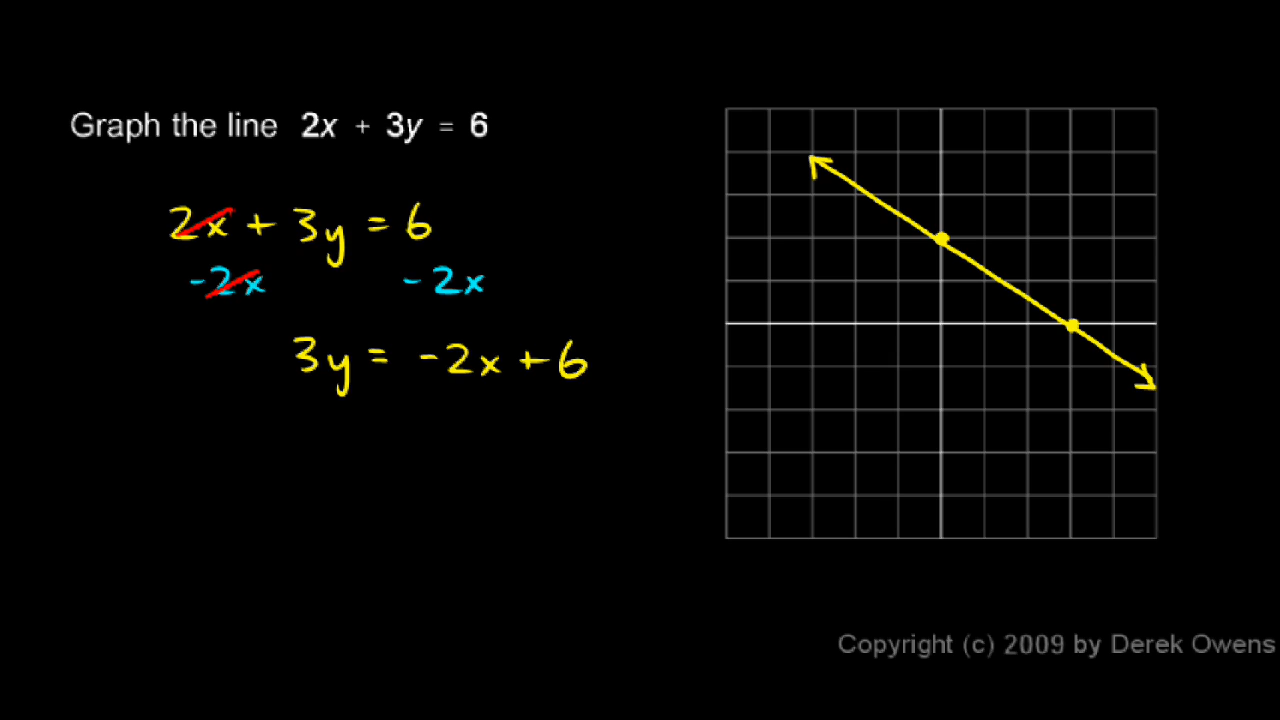 Graph the line 2x + 3y = 6
2x + 3y = 6
-2x -2x
3y = -2x + 6
Copyright (c) 2009 by Derek Owens